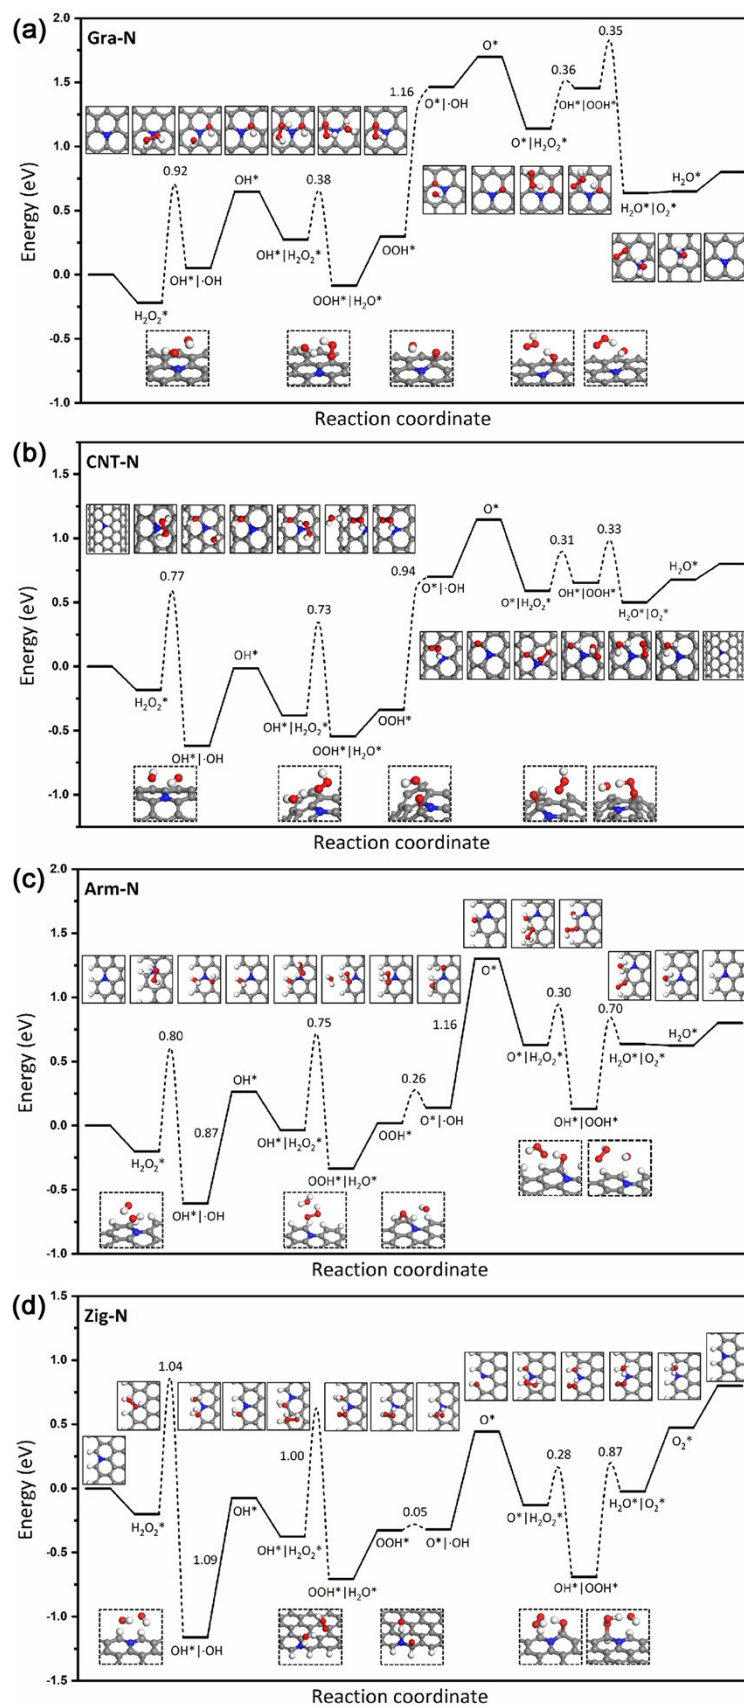 (a)
Gra-N
2.0
1.5
1.0
0.5
0.0
-0.5
-1.0
Energy (eV)
Reaction coordinate
H₂O₂*
0.92
OH*|·OH
OH*
OH*|H₂O₂*
0.38
OOH*|H₂O*
OOH*
1.16
O*|·OH
O*
O*|H₂O₂*
0.36
OH*|OOH*
0.35
H₂O*|O₂*
H₂O*
(b)
CNT-N
1.5
1.0
0.5
0.0
-0.5
-1.0
Energy (eV)
Reaction coordinate
H₂O₂*
0.77
OH*|·OH
OH*
OH*|H₂O₂*
0.73
OOH*|H₂O*
OOH*
0.94
O*|·OH
O*
O*|H₂O₂*
0.31
OH*|OOH*
0.33
H₂O*|O₂*
H₂O*
(c)
Arm-N
2.0
1.5
1.0
0.5
0.0
-0.5
-1.0
Energy (eV)
Reaction coordinate
H₂O₂*
0.80
OH*|·OH
0.87
OH*
OH*|H₂O₂*
0.75
OOH*|H₂O*
OOH*
0.26
O*|·OH
1.16
O*
O*|H₂O₂*
0.30
OH*|OOH*
0.70
H₂O*|O₂*
H₂O*
(d)
Zig-N
1.5
1.0
0.5
0.0
-0.5
-1.0
-1.5
Energy (eV)
Reaction coordinate
H₂O₂*
1.04
OH*|·OH
1.09
OH*
OH*|H₂O₂*
1.00
OOH*|H₂O*
OOH*
0.05
O*|·OH
O*
O*|H₂O₂*
0.28
OH*|OOH*
0.87
H₂O*|O₂*
O₂*